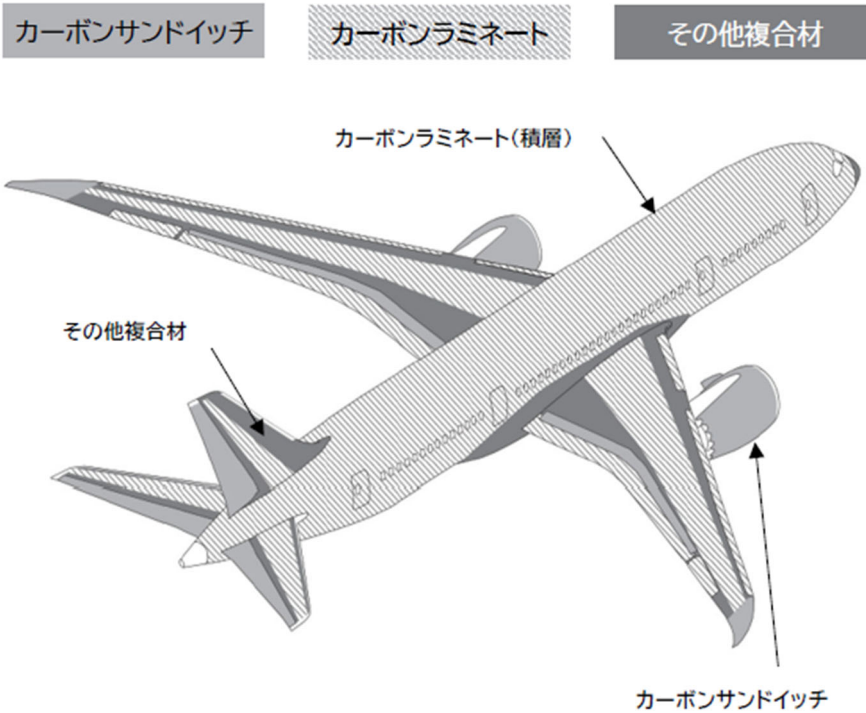 カーボンサンドイッチ
カーボンラミネート
その他複合材
カーボンラミネート(積層)
その他複合材
カーボンサンドイッチ